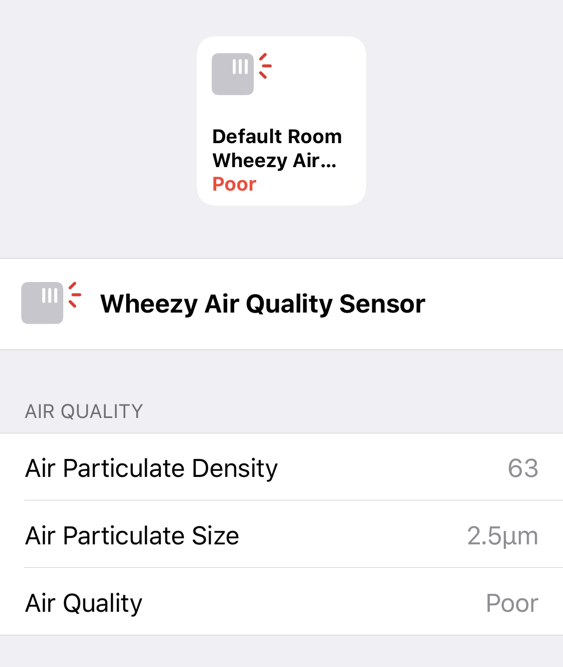 Default Room
Wheezy Air...
Poor
Wheezy Air Quality Sensor
AIR QUALITY
Air Particulate Density 63
Air Particulate Size 2.5µm
Air Quality Poor